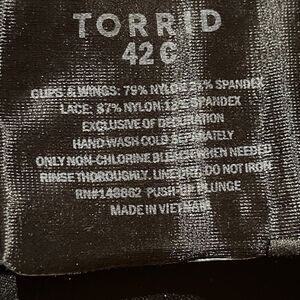 TORRID
42 C
CUPS & WINGS: 79% NYLON 21% SPANDEX
LACE: 87% NYLON 13% SPANDEX
EXCLUSIVE OF DECORATION
HAND WASH COLD SEPARATELY
ONLY NON-CHLORINE BLEACH WHEN NEEDED
RINSE THOROUGHLY. LINE DRY. DO NOT IRON
RN#148862 PUSH-UP PLUNGE
MADE IN VIETNAM